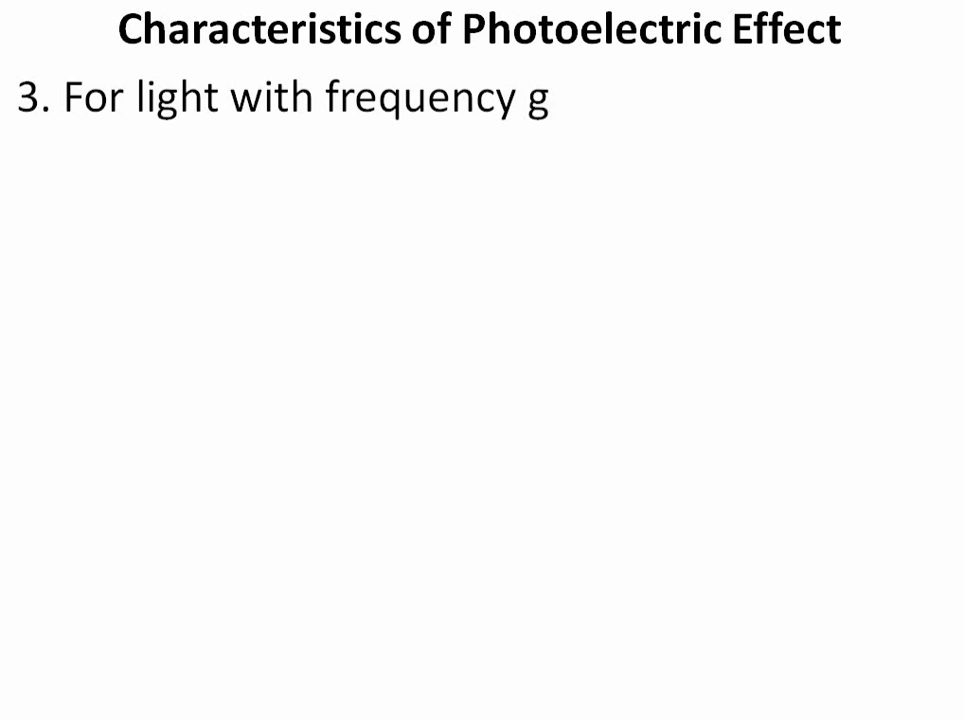 Characteristics of Photoelectric Effect
3. For light with frequency g